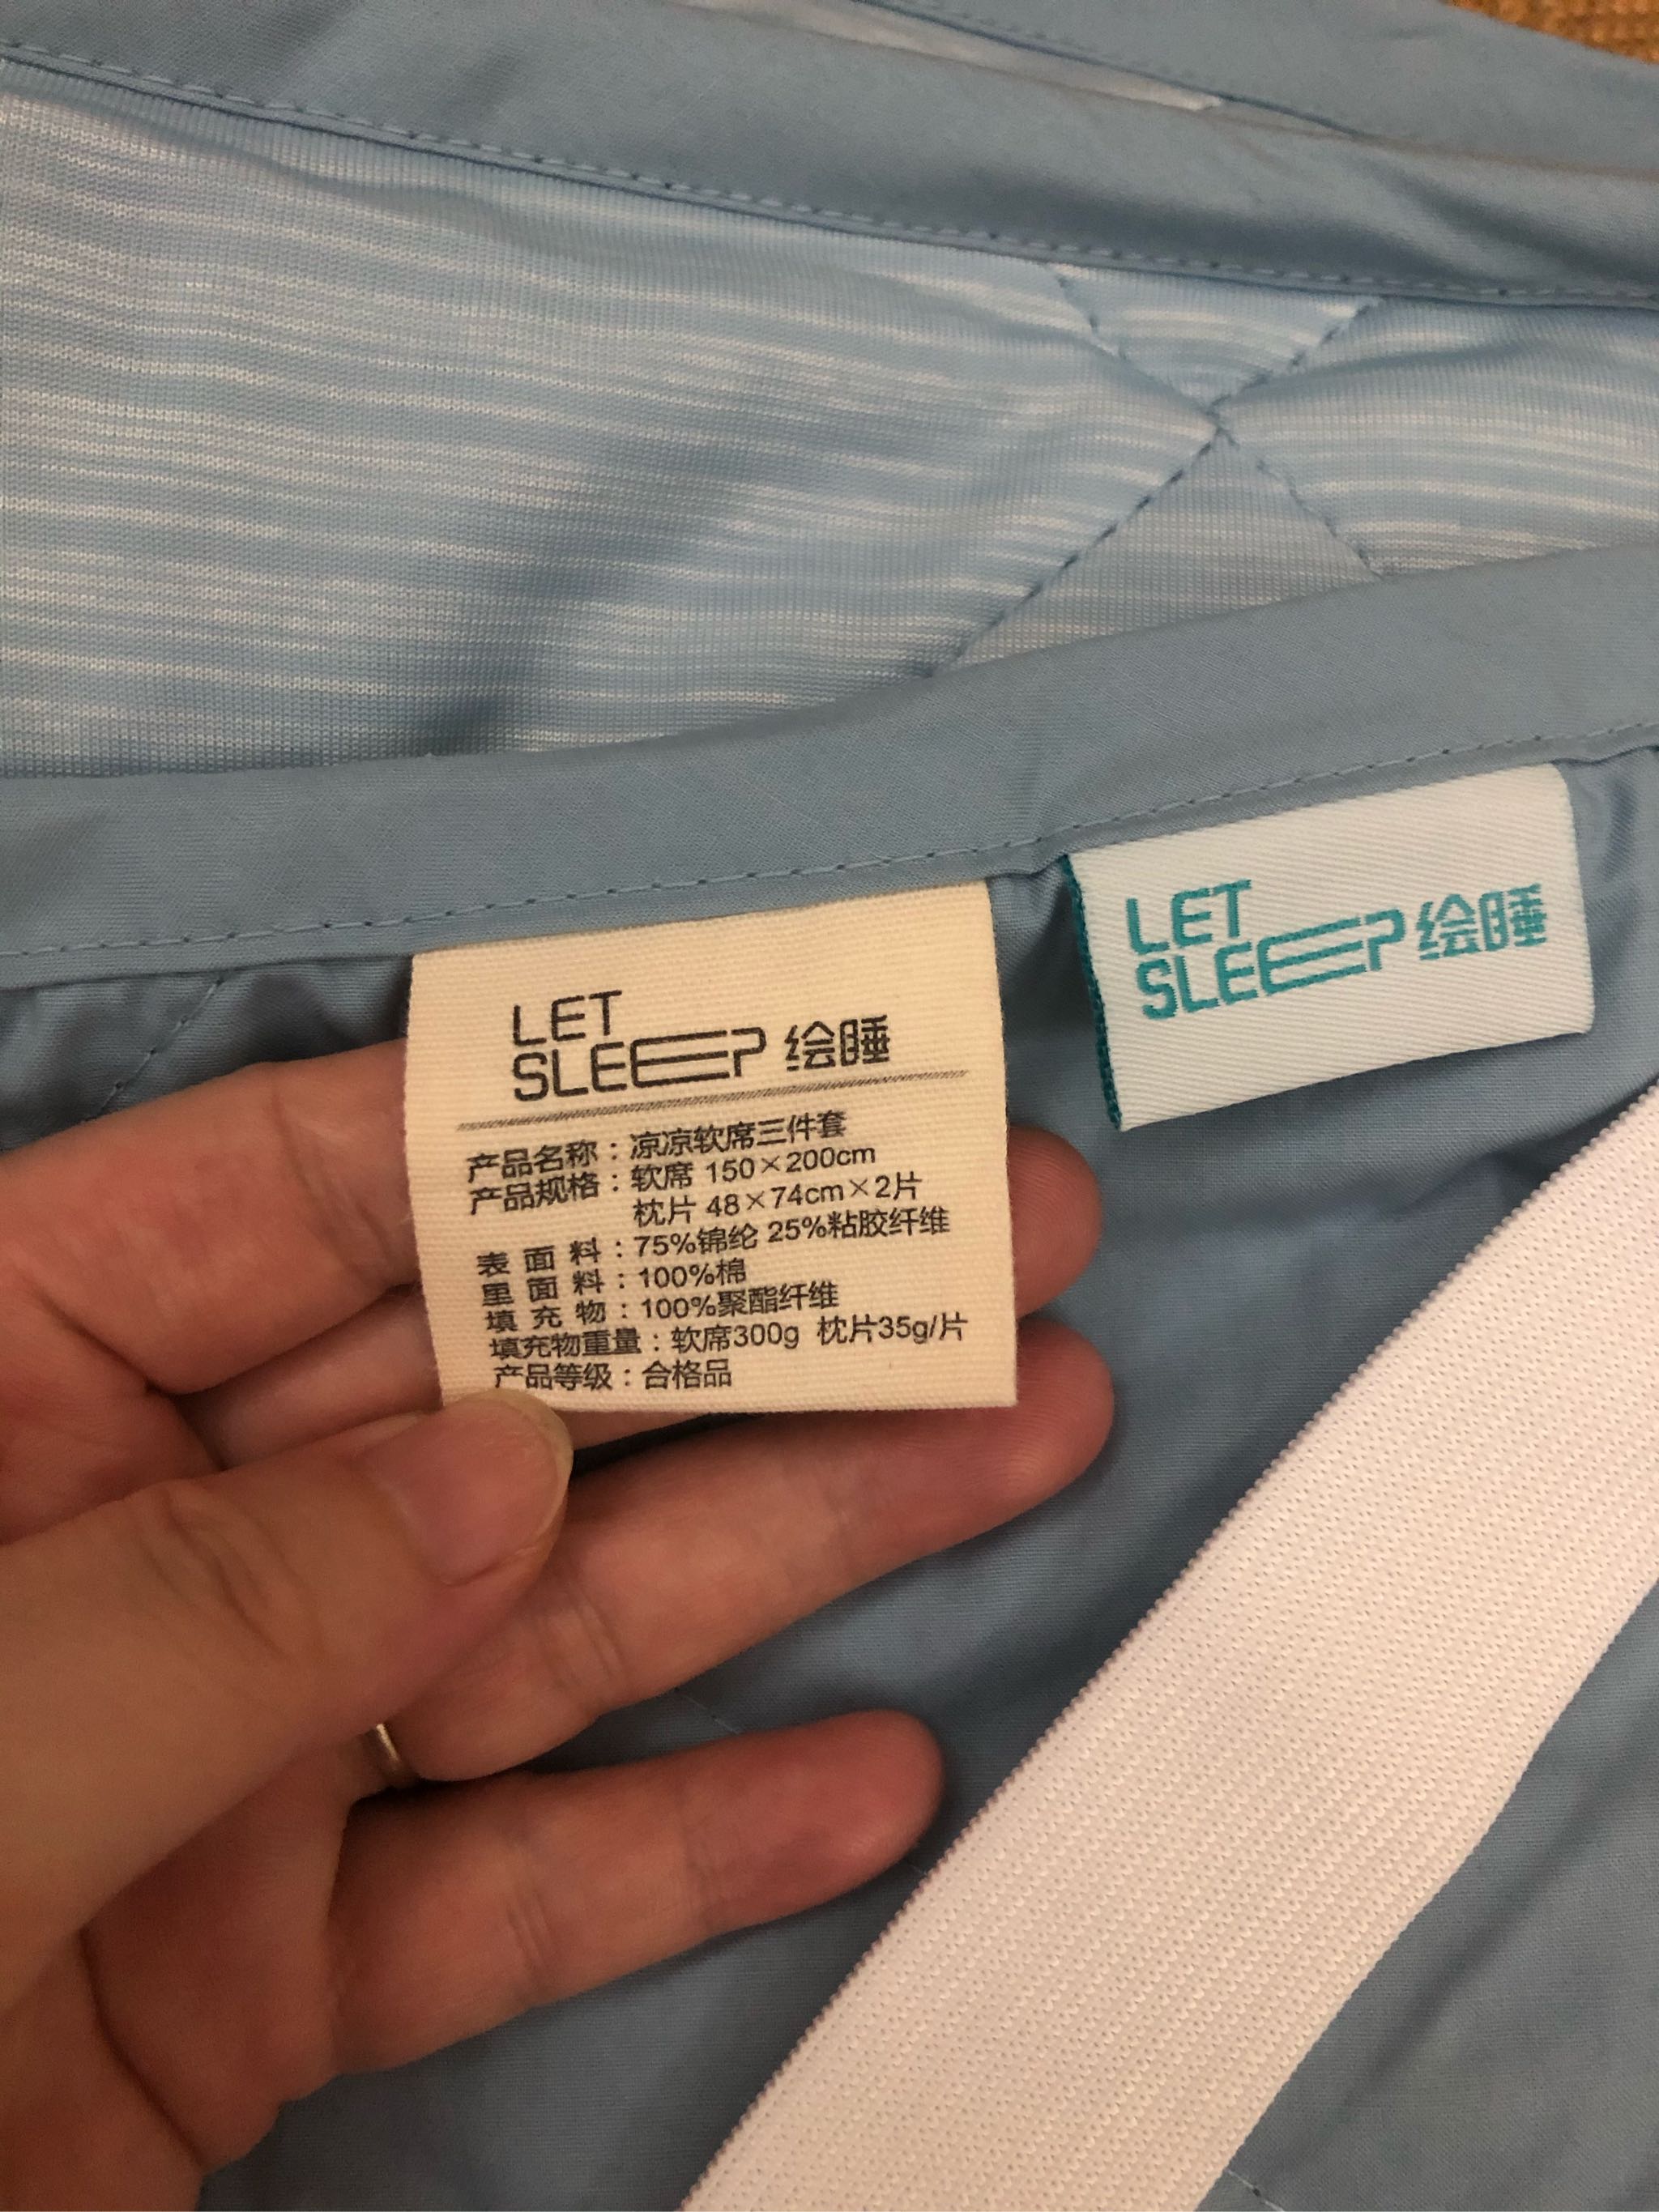 LET
SLEEP 绘睡
产品名称：凉凉软席三件套
产品规格：软席 150×200cm
枕片 48×74cm×2片
表面料：75%锦纶 25%粘胶纤维
里面料：100%棉
填充物：100%聚酯纤维
填充物重量：软席300g 枕片35g/片
产品等级：合格品
LET
SLEEP 绘睡